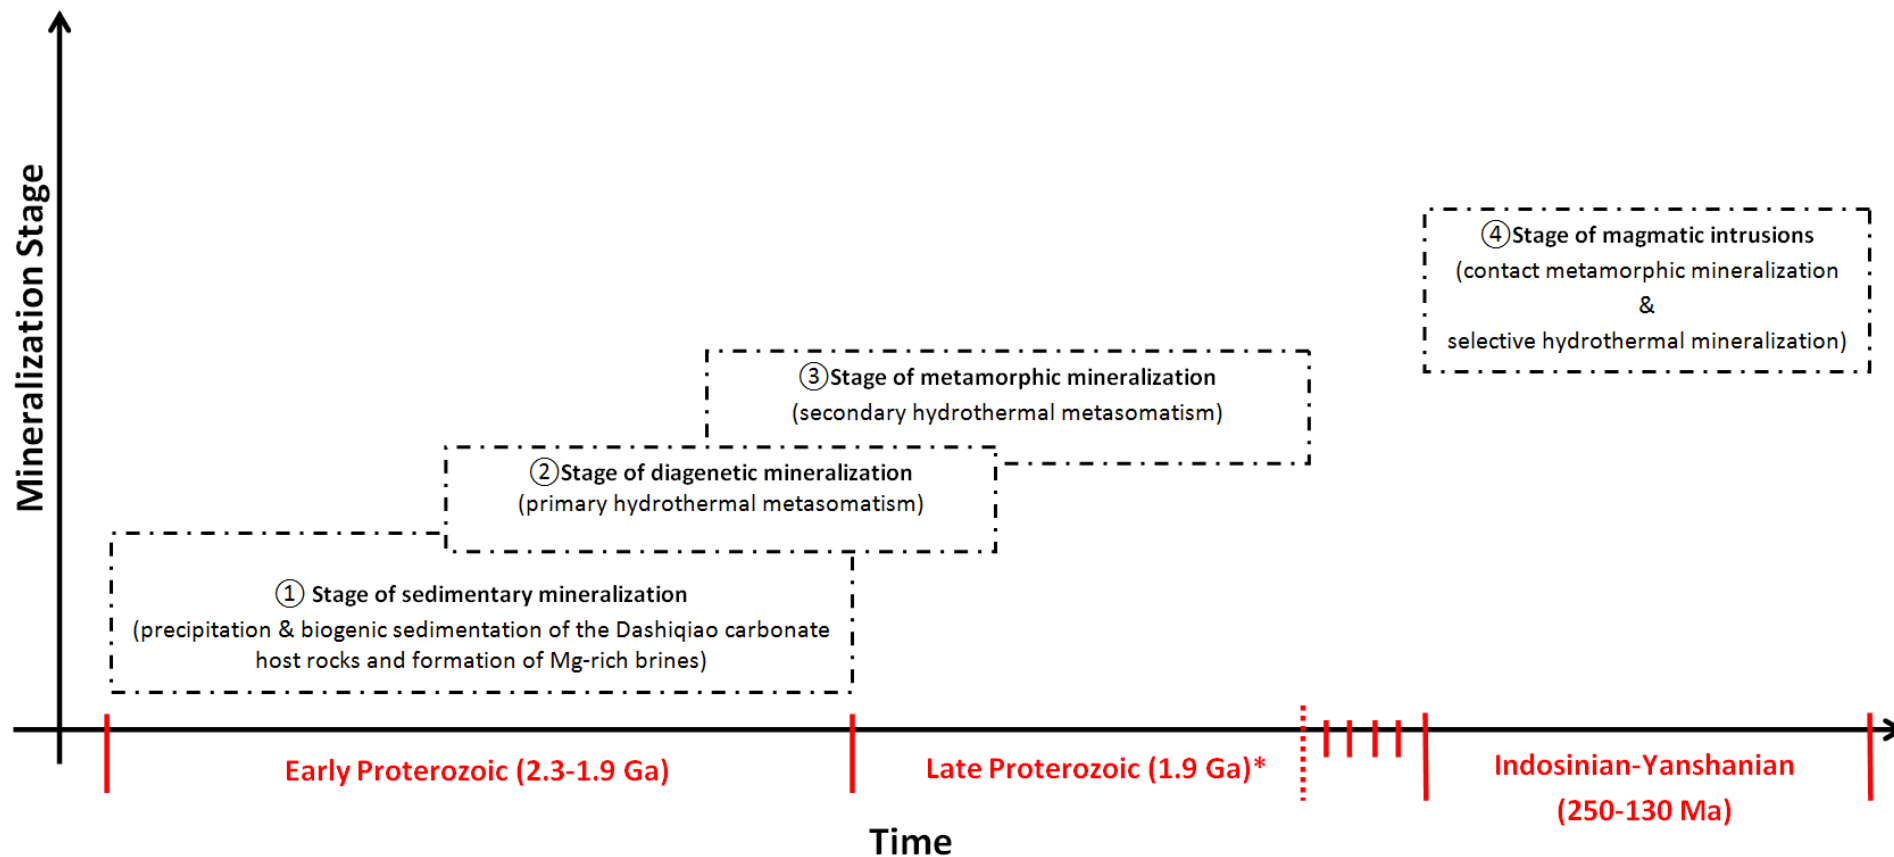 Mineralization Stage
④Stage of magmatic intrusions
(contact metamorphic mineralization
&
selective hydrothermal mineralization)
③Stage of metamorphic mineralization
(secondary hydrothermal metasomatism)
②Stage of diagenetic mineralization
(primary hydrothermal metasomatism)
① Stage of sedimentary mineralization
(precipitation & biogenic sedimentation of the Dashiqiao carbonate
host rocks and formation of Mg-rich brines)
Early Proterozoic (2.3-1.9 Ga)
Late Proterozoic (1.9 Ga)*
Indosinian-Yanshanian
(250-130 Ma)
Time